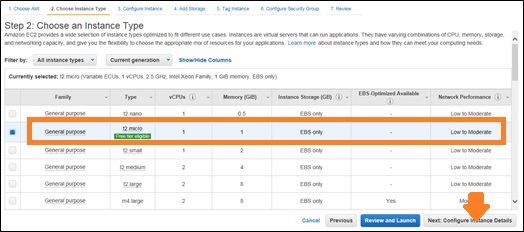 1. Choose AMI 2. Choose Instance Type 3. Configure Instance 4. Add Storage 5. Tag Instance 6. Configure Security Group 7. Review
Step 2: Choose an Instance Type
Amazon EC2 provides a wide selection of instance types optimized to fit different use cases. Instances are virtual servers that can run applications. They have varying combinations of CPU, memory, storage,
and networking capacity, and give you the flexibility to choose the appropriate mix of resources for your applications. Learn more about instance types and how they can meet your computing needs.
Filter by: All instance types Current generation Show/Hide Columns
Currently selected: t2.micro (Variable ECUs, 1 vCPUs, 2.5 GHz, Intel Xeon Family, 1 GiB memory, EBS only)
Family Type vCPUs Memory (GiB) Instance Storage (GB) EBS-Optimized Available Network Performance
General purpose t2.nano 1 0.5 EBS only - Low to Moderate
General purpose t2.micro 1 1 EBS only - Low to Moderate
Free tier eligible
General purpose t2.small 1 2 EBS only - Low to Moderate
General purpose t2.medium 2 4 EBS only - Low to Moderate
General purpose t2.large 2 8 EBS only - Low to Moderate
General purpose m4.large 2 8 EBS only Yes
Cancel Previous Review and Launch Next: Configure Instance Details